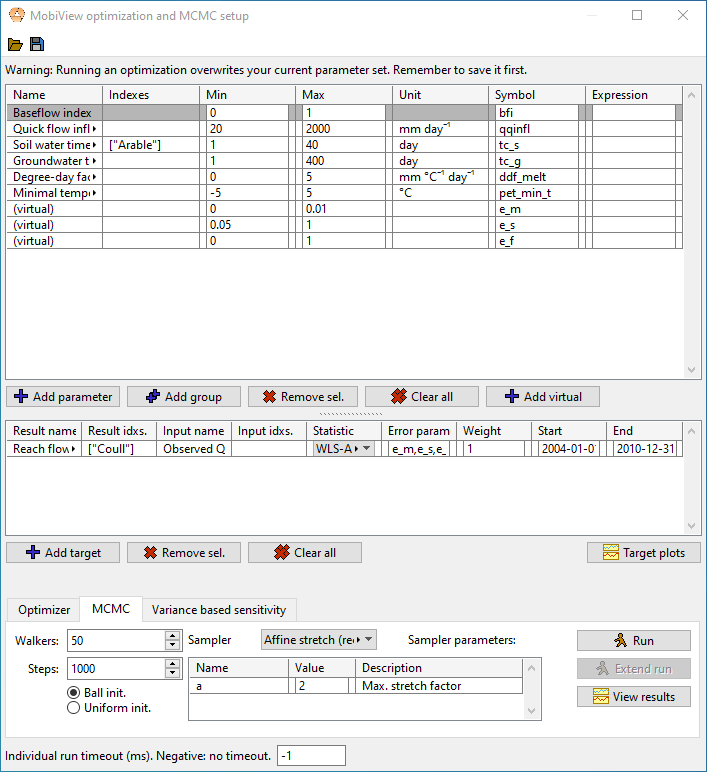 MobiView optimization and MCMC setup
Warning: Running an optimization overwrites your current parameter set. Remember to save it first.
Name Indexes Min Max Unit Symbol Expression
Baseflow index 0 1 bfi
Quick flow infl 20 2000 mm day⁻¹ qqinfl
Soil water time ["Arable"] 1 40 day tc_s
Groundwater t 1 400 day tc_g
Degree-day fac 0 5 mm °C⁻¹ day⁻¹ ddf_melt
Minimal tempe -5 5 °C pet_min_t
(virtual) 0 0.01 e_m
(virtual) 0.05 1 e_s
(virtual) 0 1 e_f
Add parameter Add group Remove sel. Clear all Add virtual
Result name Result idxs. Input name Input idxs. Statistic Error param Weight Start End
Reach flow ["Coull"] Observed Q WLS-A e_m,e_s,e_ 1 2004-01-0 2010-12-31
Add target Remove sel. Clear all Target plots
Optimizer MCMC Variance based sensitivity
Walkers: 50 Sampler Affine stretch (rec Sampler parameters: Run
Steps: 1000 Name Value Description Extend run
a 2 Max. stretch factor
Ball init. View results
Uniform init.
Individual run timeout (ms). Negative: no timeout. -1